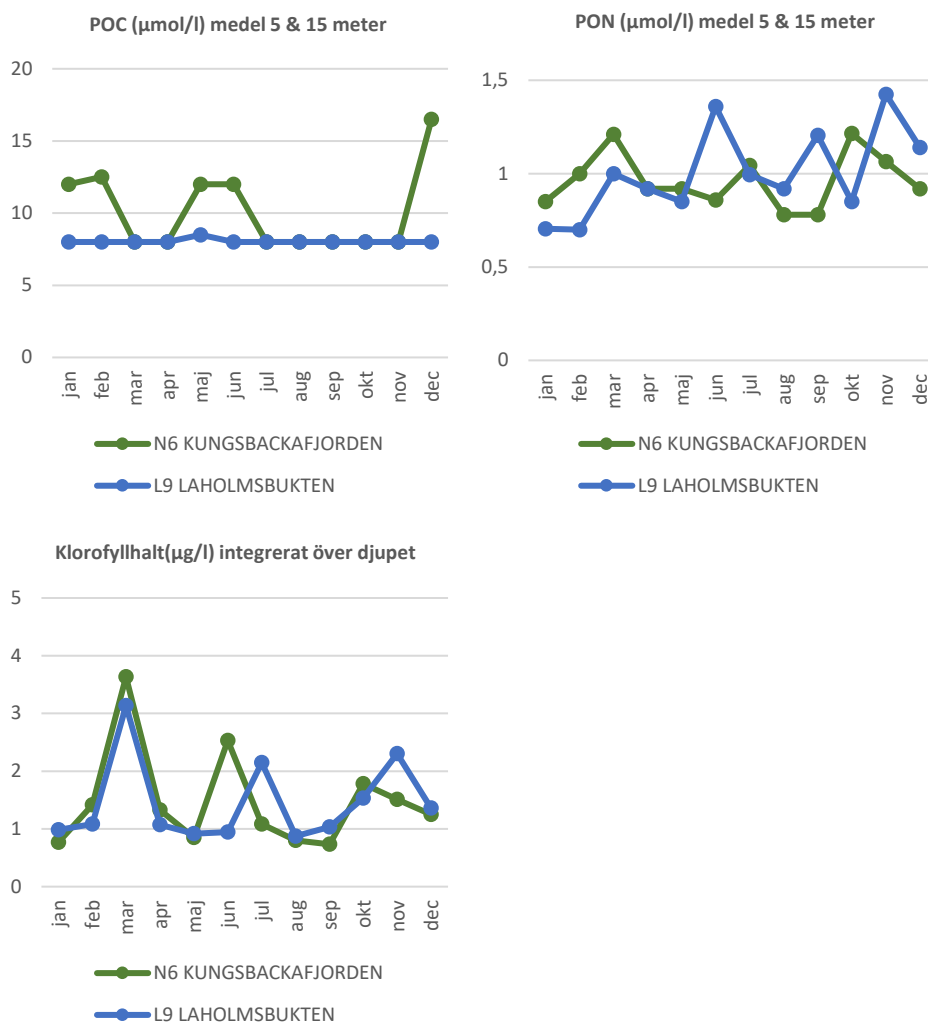 POC (µmol/l) medel 5 & 15 meter
20
15
10
5
0
jan feb mar apr maj jun jul aug sep okt nov dec
N6 KUNGSBACKAFJORDEN
L9 LAHOLMSBUKTEN
PON (µmol/l) medel 5 & 15 meter
1,5
1
0,5
0
jan feb mar apr maj jun jul aug sep okt nov dec
N6 KUNGSBACKAFJORDEN
L9 LAHOLMSBUKTEN
Klorofyllhalt(µg/l) integrerat över djupet
5
4
3
2
1
0
jan feb mar apr maj jun jul aug sep okt nov dec
N6 KUNGSBACKAFJORDEN
L9 LAHOLMSBUKTEN